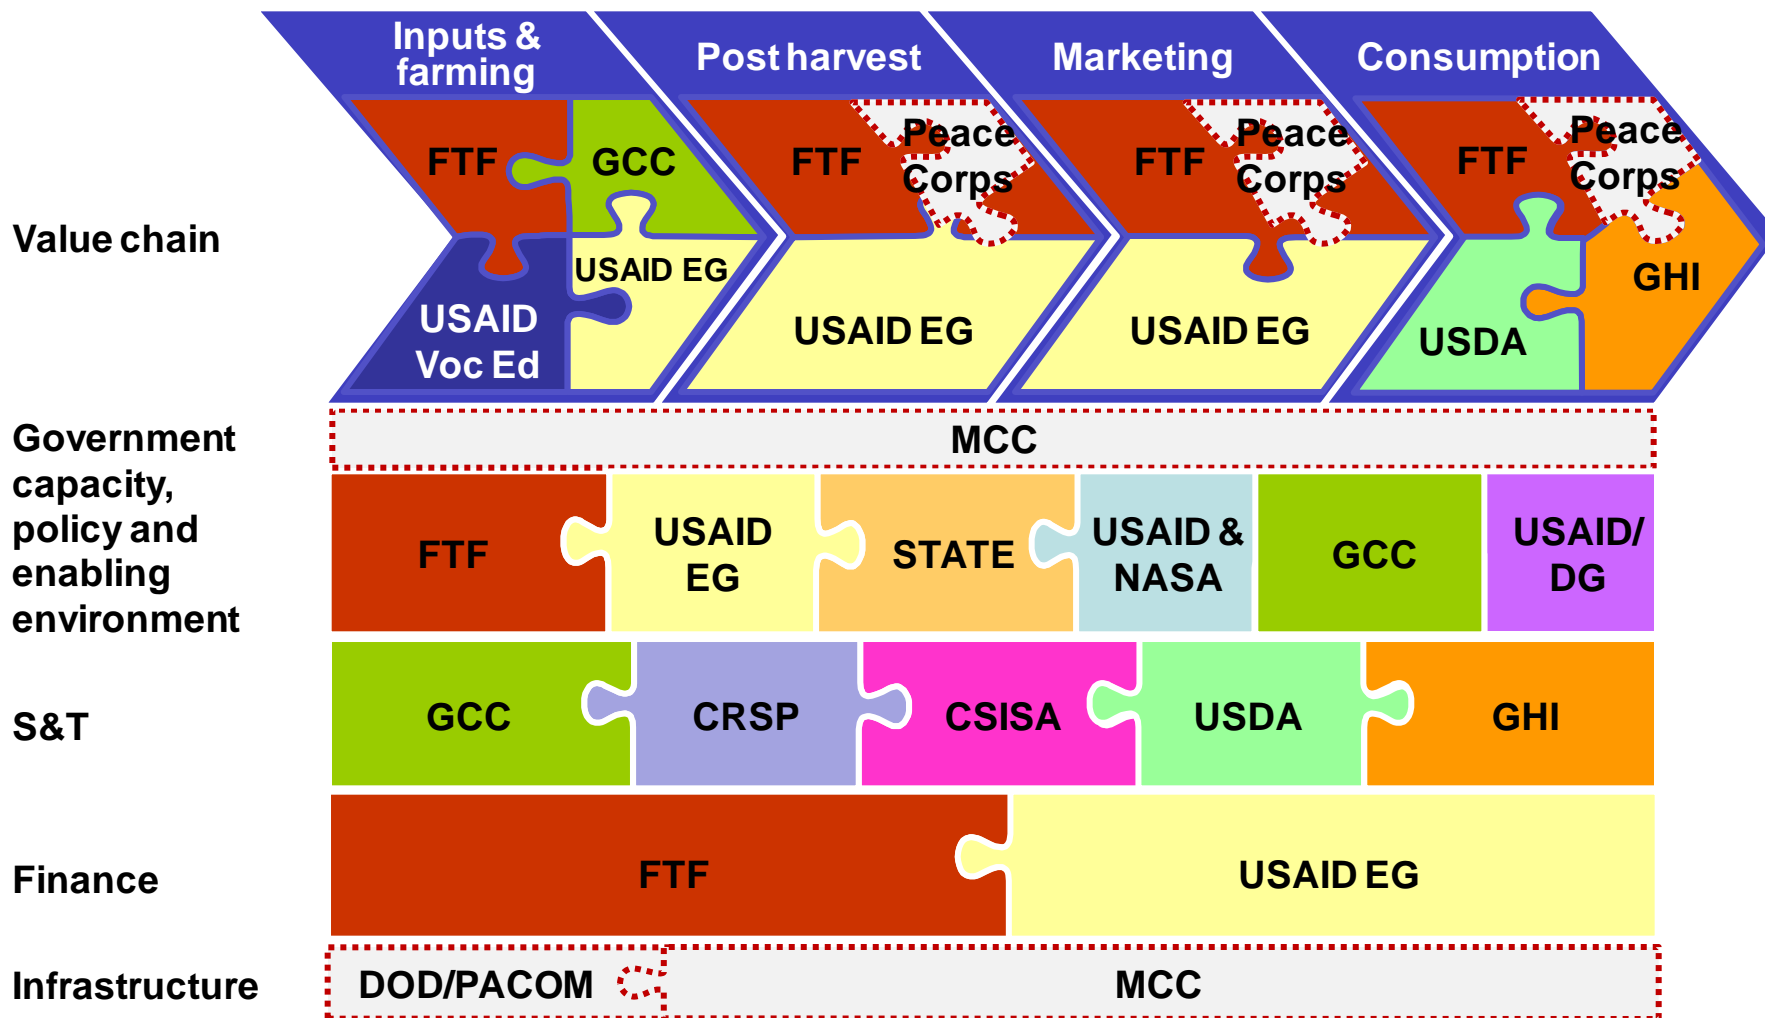 Inputs &
farming
Post harvest
Marketing
Consumption
Value chain
FTF
GCC
USAID
Voc Ed
USAID EG
FTF
Peace
Corps
USAID EG
FTF
Peace
Corps
USAID EG
FTF
Peace
Corps
USDA
GHI
Government
capacity,
policy and
enabling
environment
MCC
FTF
USAID
EG
STATE
USAID &
NASA
GCC
USAID/
DG
S&T
GCC
CRSP
CSISA
USDA
GHI
Finance
FTF
USAID EG
Infrastructure
DOD/PACOM
MCC